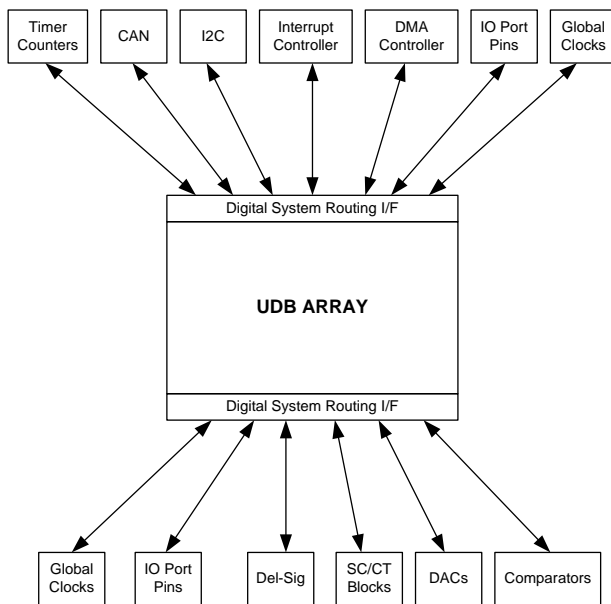 Timer
Counters
CAN
I2C
Interrupt
Controller
DMA
Controller
IO Port
Pins
Global
Clocks
Digital System Routing I/F
UDB ARRAY
Digital System Routing I/F
Global
Clocks
IO Port
Pins
Del-Sig
SC/CT
Blocks
DACs
Comparators